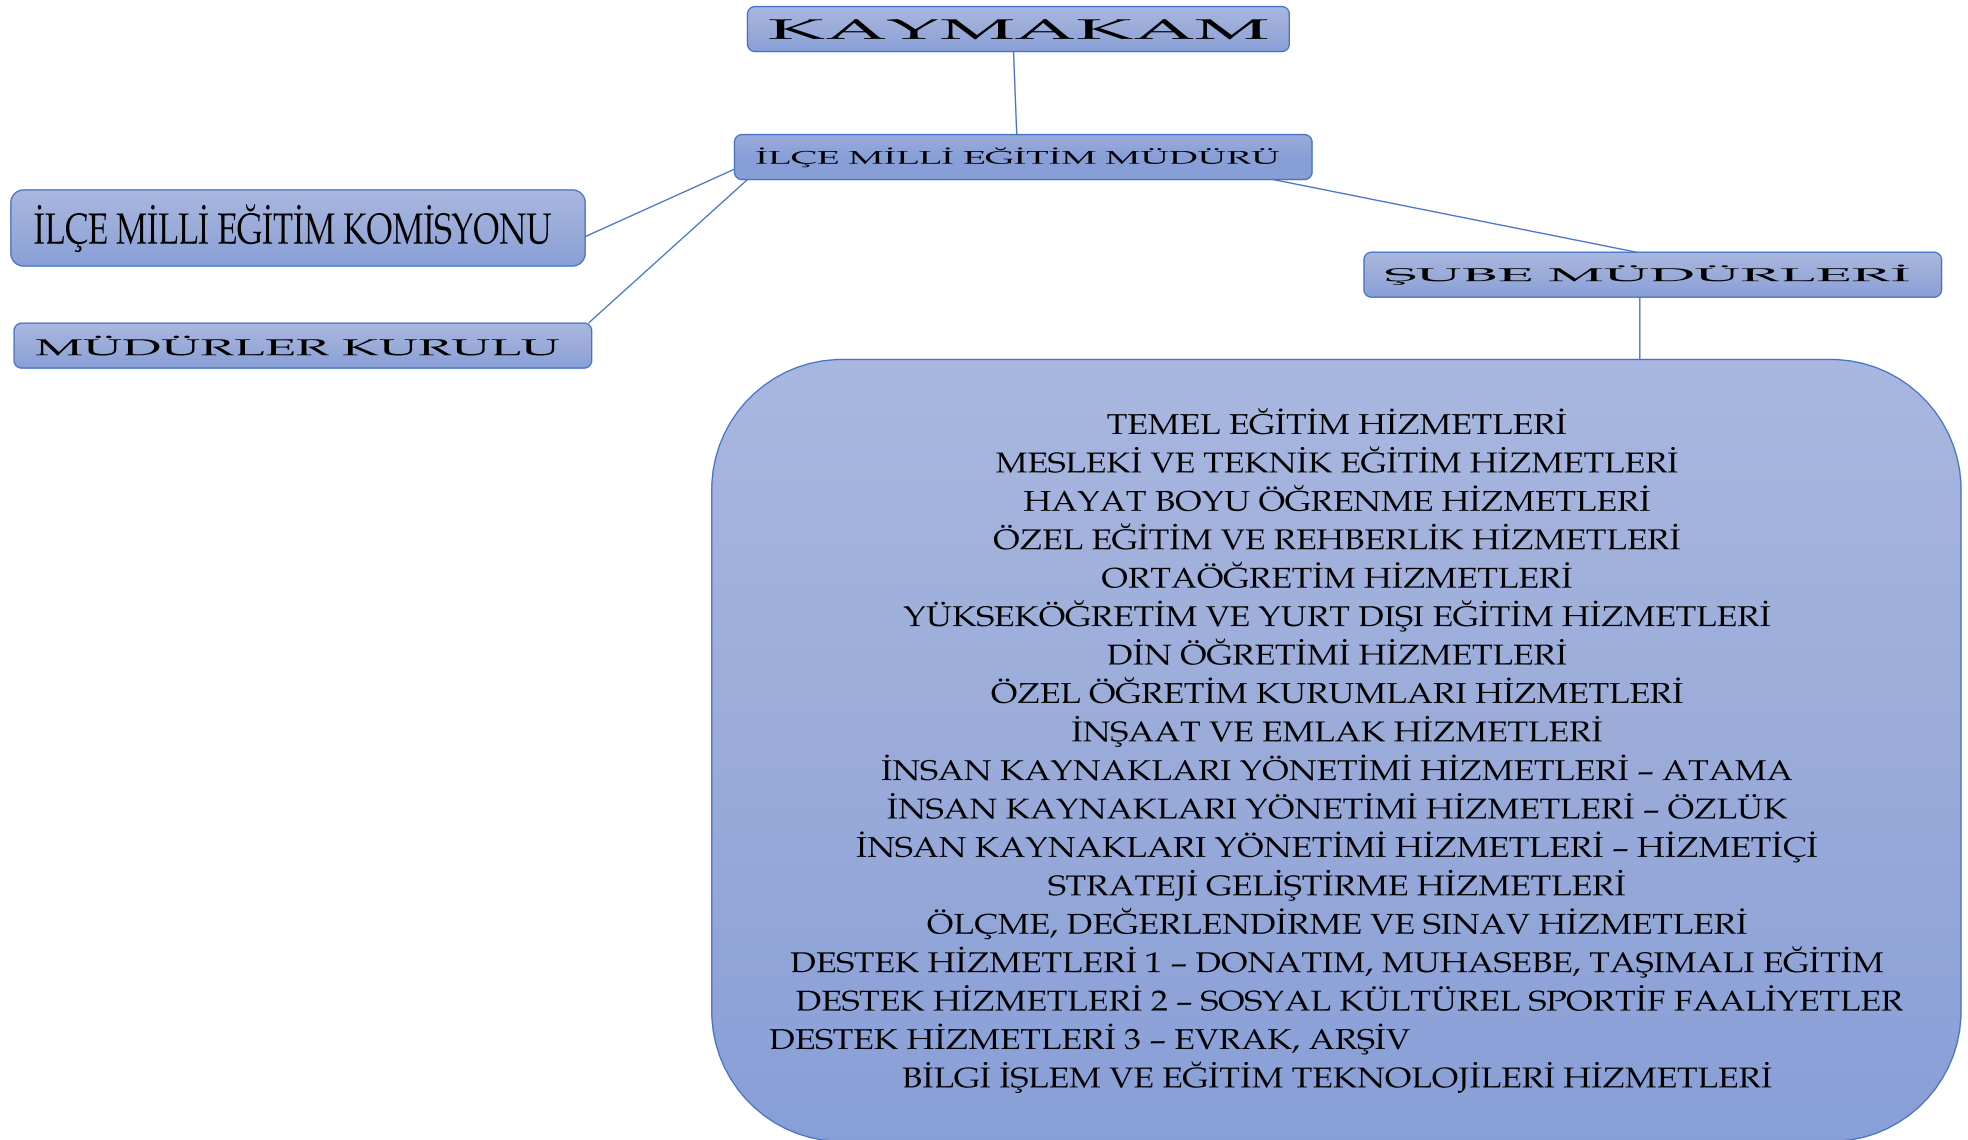 KAYMAKAM
İLÇE MİLLİ EĞİTİM MÜDÜRÜ
İLÇE MİLLİ EĞİTİM KOMİSYONU
ŞUBE MÜDÜRLERİ
MÜDÜRLER KURULU
TEMEL EĞİTİM HİZMETLERİ
MESLEKİ VE TEKNİK EĞİTİM HİZMETLERİ
HAYAT BOYU ÖĞRENME HİZMETLERİ
ÖZEL EĞİTİM VE REHBERLİK HİZMETLERİ
ORTAÖĞRETİM HİZMETLERİ
YÜKSEKÖĞRETİM VE YURT DIŞI EĞİTİM HİZMETLERİ
DİN ÖĞRETİMİ HİZMETLERİ
ÖZEL ÖĞRETİM KURUMLARI HİZMETLERİ
İNŞAAT VE EMLAK HİZMETLERİ
İNSAN KAYNAKLARI YÖNETİMİ HİZMETLERİ – ATAMA
İNSAN KAYNAKLARI YÖNETİMİ HİZMETLERİ – ÖZLÜK
İNSAN KAYNAKLARI YÖNETİMİ HİZMETLERİ – HİZMETİÇİ
STRATEJİ GELİŞTİRME HİZMETLERİ
ÖLÇME, DEĞERLENDİRME VE SINAV HİZMETLERİ
DESTEK HİZMETLERİ 1 – DONATIM, MUHASEBE, TAŞIMALI EĞİTİM
DESTEK HİZMETLERİ 2 – SOSYAL KÜLTÜREL SPORTİF FAALİYETLER
DESTEK HİZMETLERİ 3 – EVRAK, ARŞİV
BİLGİ İŞLEM VE EĞİTİM TEKNOLOJİLERİ HİZMETLERİ